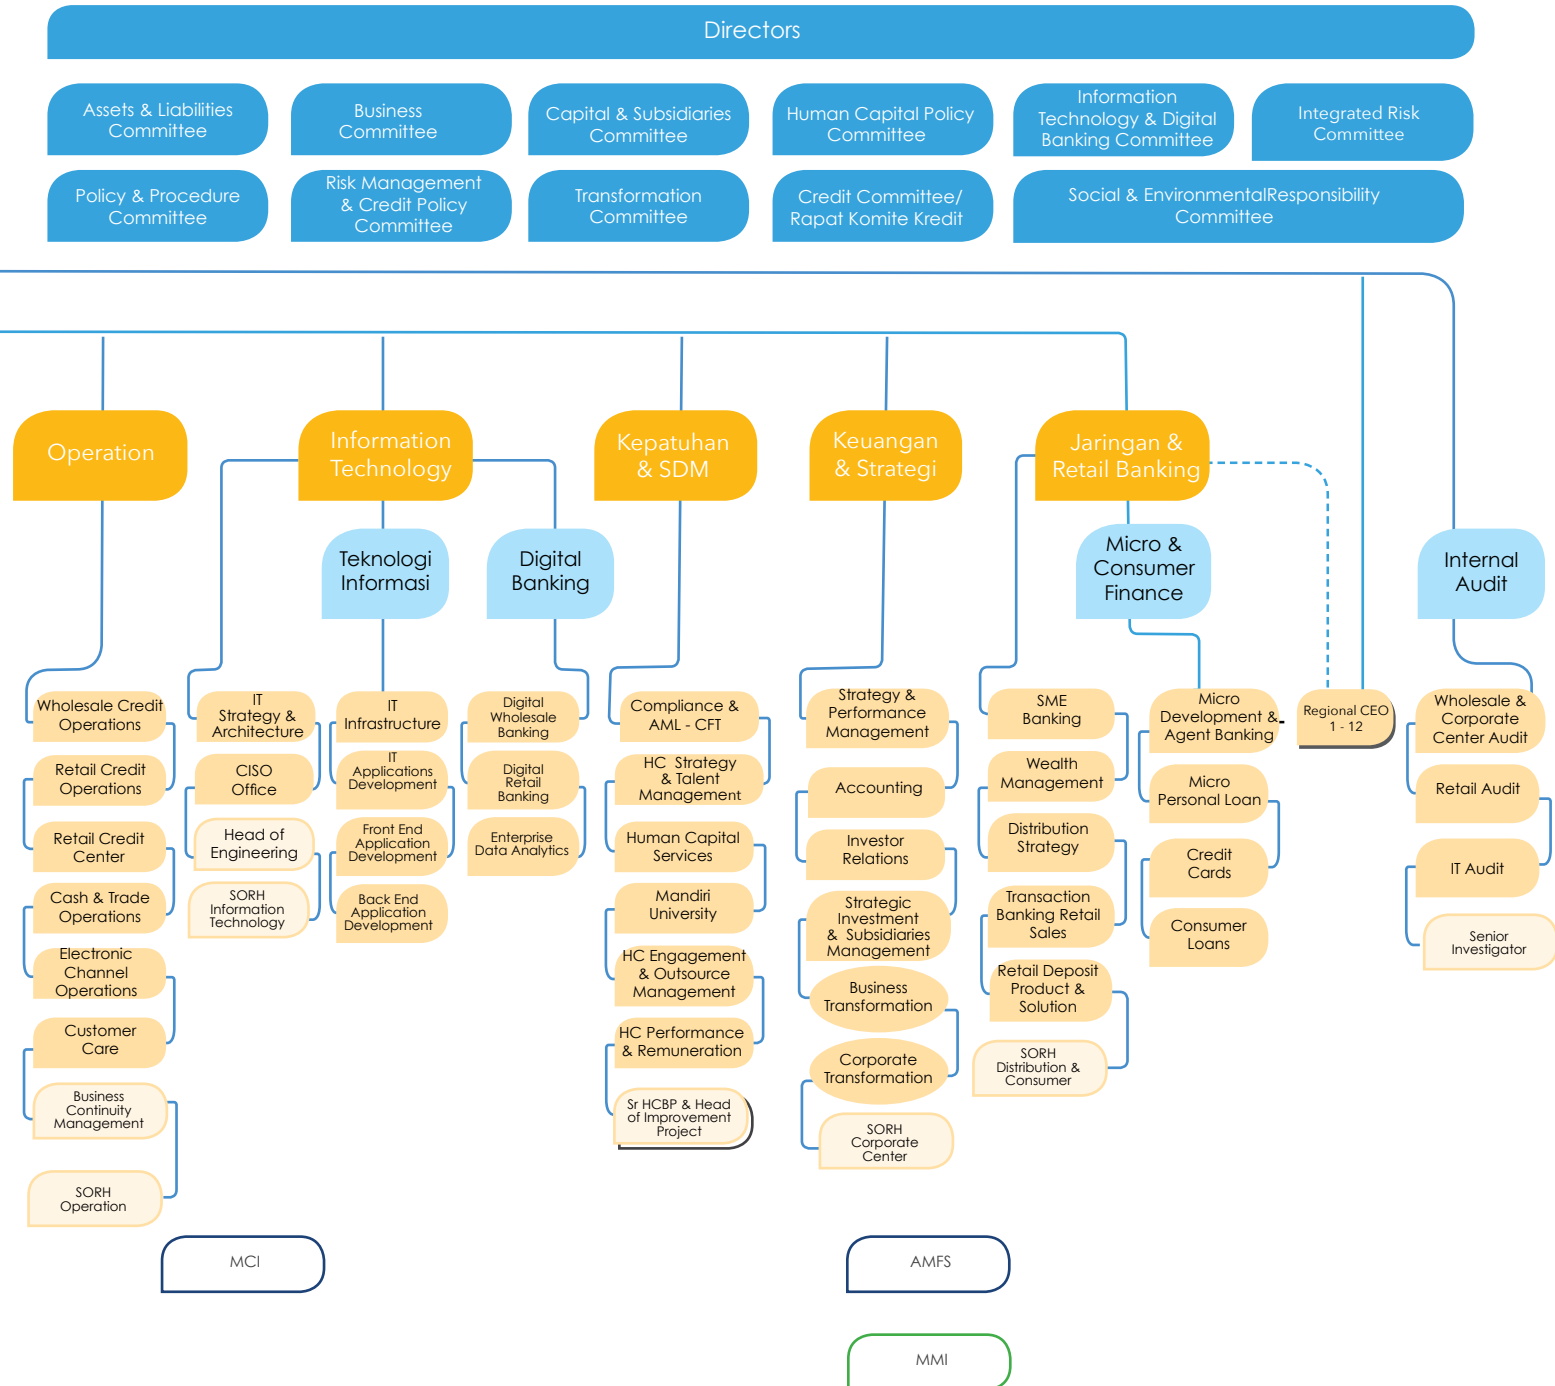 Directors
Assets & Liabilities
Committee
Business
Committee
Capital & Subsidiaries
Committee
Human Capital Policy
Committee
Information
Technology & Digital
Banking Committee
Integrated Risk
Committee
Policy & Procedure
Committee
Risk Management
& Credit Policy
Committee
Transformation
Committee
Credit Committee/
Rapat Komite Kredit
Social & EnvironmentalResponsibility
Committee
Operation
Information
Technology
Kepatuhan
& SDM
Keuangan
& Strategi
Jaringan &
Retail Banking
Teknologi
Informasi
Digital
Banking
Micro &
Consumer
Finance
Internal
Audit
Wholesale Credit
Operations
Retail Credit
Operations
Retail Credit
Center
Cash & Trade
Operations
Electronic
Channel
Operations
Customer
Care
Business
Continuity
Management
SORH
Operation
IT
Strategy &
Architecture
CISO
Office
Head of
Engineering
SORH
Information
Technology
IT
Infrastructure
IT
Applications
Development
Front End
Application
Development
Back End
Application
Development
Digital
Wholesale
Banking
Digital
Retail
Banking
Enterprise
Data Analytics
Compliance &
AML - CFT
HC Strategy
& Talent
Management
Human Capital
Services
Mandiri
University
HC Engagement
& Outsource
Management
HC Performance
& Remuneration
Sr HCBP & Head
of Improvement
Project
Strategy &
Performance
Management
Accounting
Investor
Relations
Strategic
Investment
& Subsidiaries
Management
Business
Transformation
Corporate
Transformation
SORH
Corporate
Center
SME
Banking
Wealth
Management
Distribution
Strategy
Transaction
Banking Retail
Sales
Retail Deposit
Product &
Solution
SORH
Distribution &
Consumer
Micro
Development &
Agent Banking
Micro
Personal Loan
Credit
Cards
Consumer
Loans
Regional CEO
1 - 12
Wholesale &
Corporate
Center Audit
Retail Audit
IT Audit
Senior
Investigator
MCI
AMFS
MMI